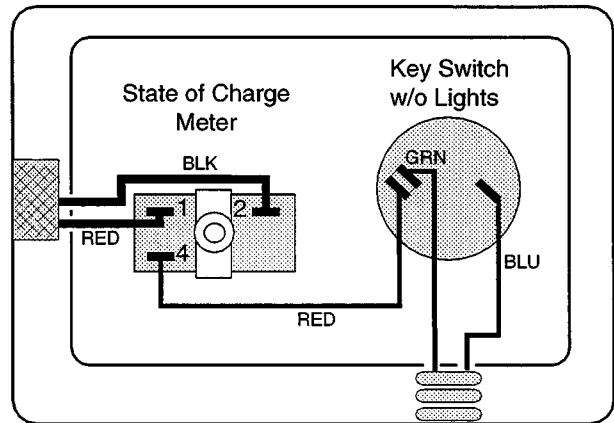 State of Charge
Meter
Key Switch
w/o Lights
BLK
GRN
1
2
RED
4
BLU
RED